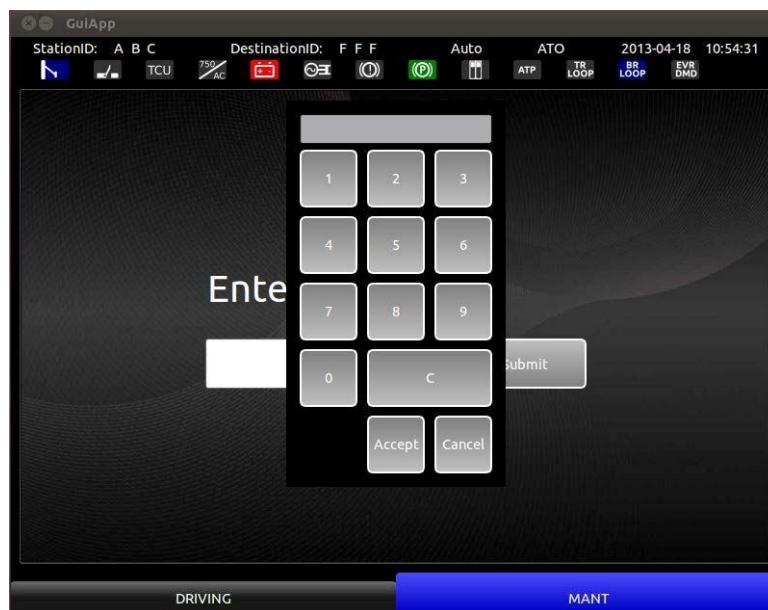 GuiApp
StationID: A B C DestinationID: F F F Auto ATO 2013-04-18 10:54:31
TCU 750/AC (!) (P) ATP TR LOOP BR LOOP EVR DMD
1 2 3
4 5 6
Ente
7 8 9
Submit
0 C
Accept Cancel
DRIVING MANT